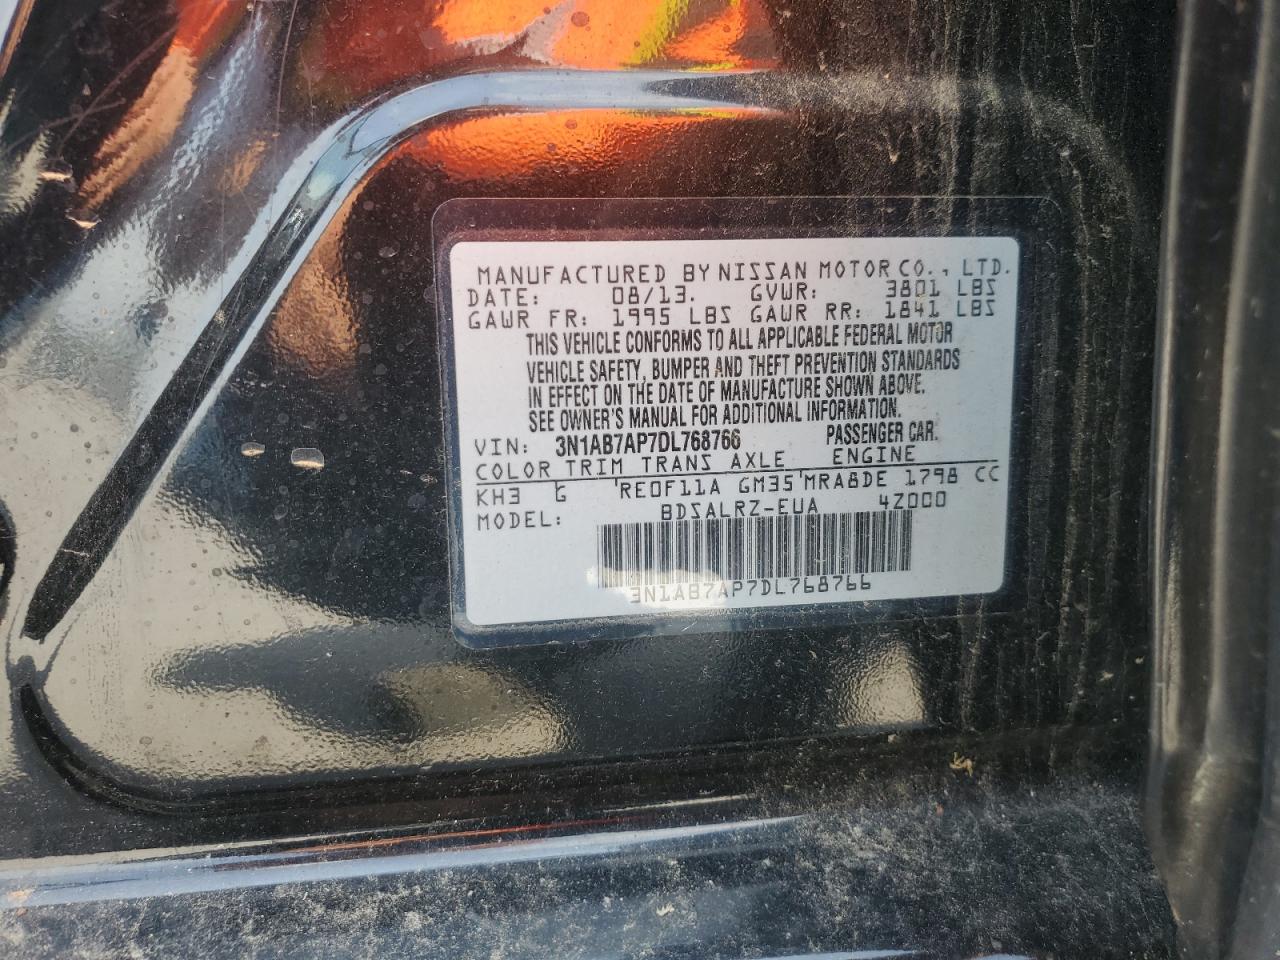 MANUFACTURED BY NISSAN MOTOR CO., LTD.
DATE: 08/13. GVWR: 3801 LBS
GAWR FR: 1995 LBS GAWR RR: 1841 LBS
THIS VEHICLE CONFORMS TO ALL APPLICABLE FEDERAL MOTOR
VEHICLE SAFETY, BUMPER AND THEFT PREVENTION STANDARDS
IN EFFECT ON THE DATE OF MANUFACTURE SHOWN ABOVE.
SEE OWNER'S MANUAL FOR ADDITIONAL INFORMATION.
VIN: 3N1AB7AP7DL768766 PASSENGER CAR.
COLOR TRIM TRANS AXLE ENGINE
KH3 G RE0F11A GM35 MRA8DE 1798 CC
MODEL: BDSALRZ-EUA 4Z000
3N1AB7AP7DL768766